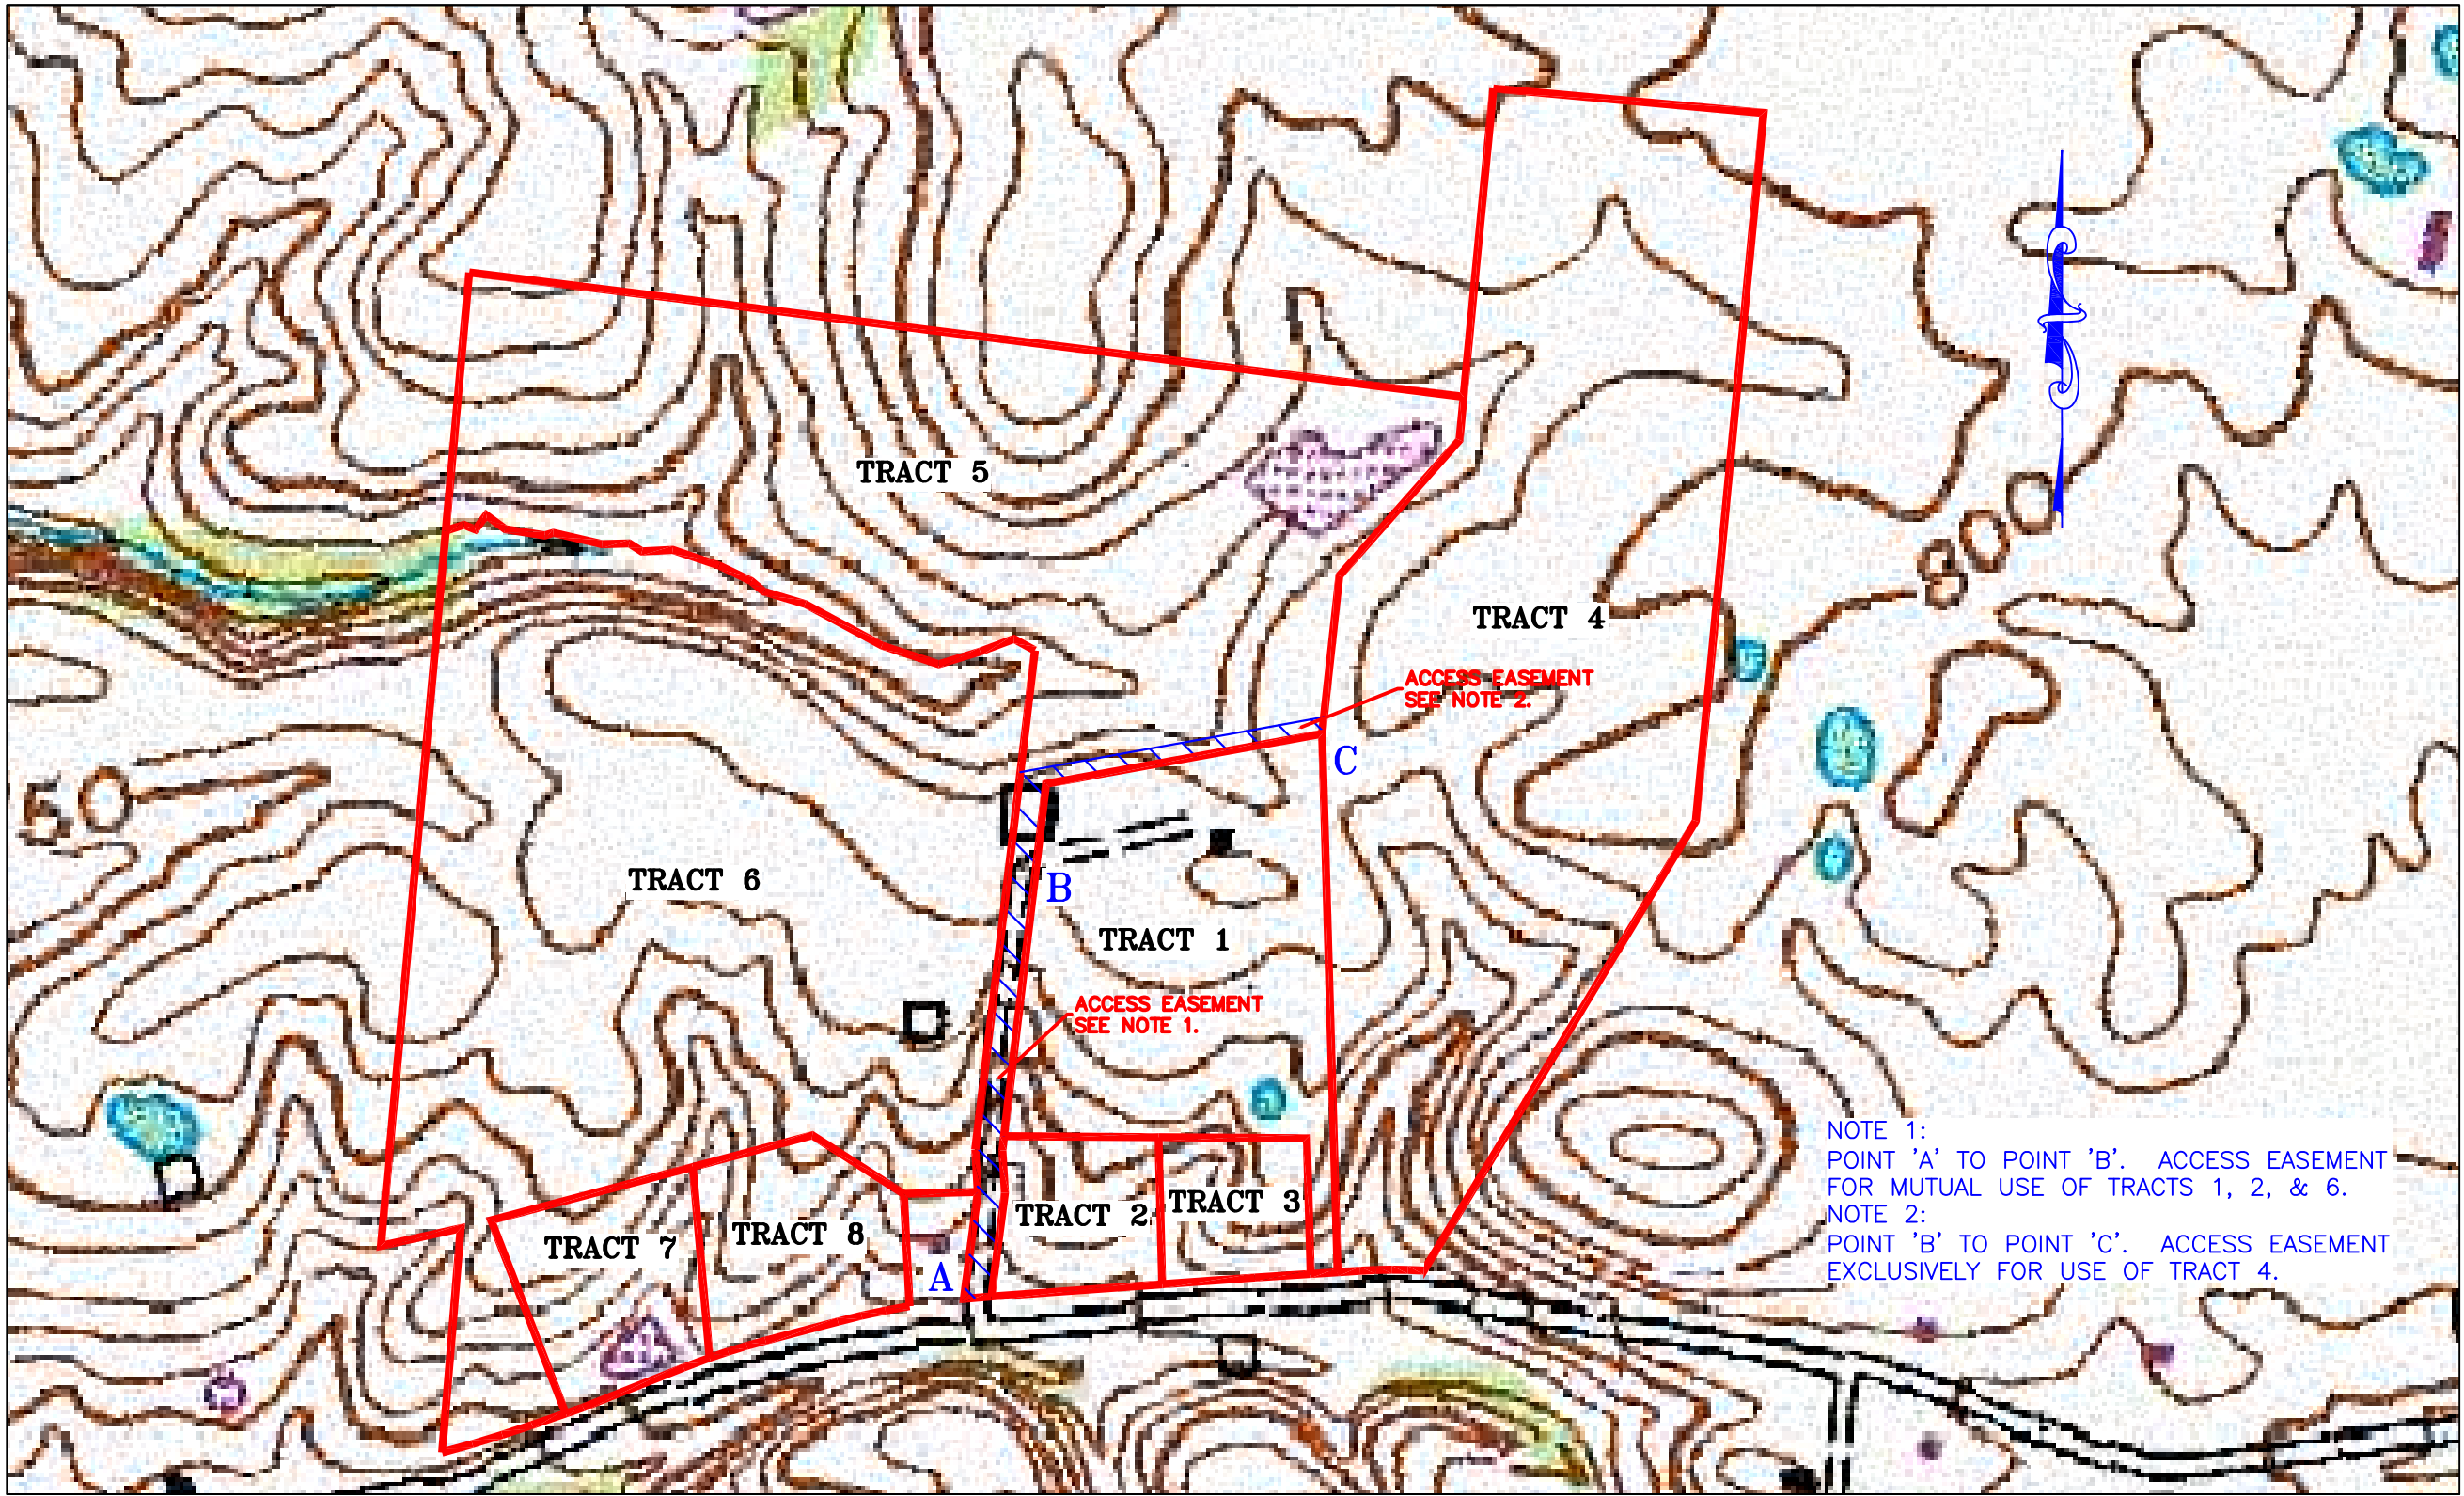 TRACT 5
TRACT 4
ACCESS EASEMENT
SEE NOTE 2.
C
50
TRACT 6
B
TRACT 1
ACCESS EASEMENT
SEE NOTE 1.
TRACT 2
TRACT 3
TRACT 7
TRACT 8
A
NOTE 1:
POINT 'A' TO POINT 'B'. ACCESS EASEMENT
FOR MUTUAL USE OF TRACTS 1, 2, & 6.
NOTE 2:
POINT 'B' TO POINT 'C'. ACCESS EASEMENT
EXCLUSIVELY FOR USE OF TRACT 4.
800